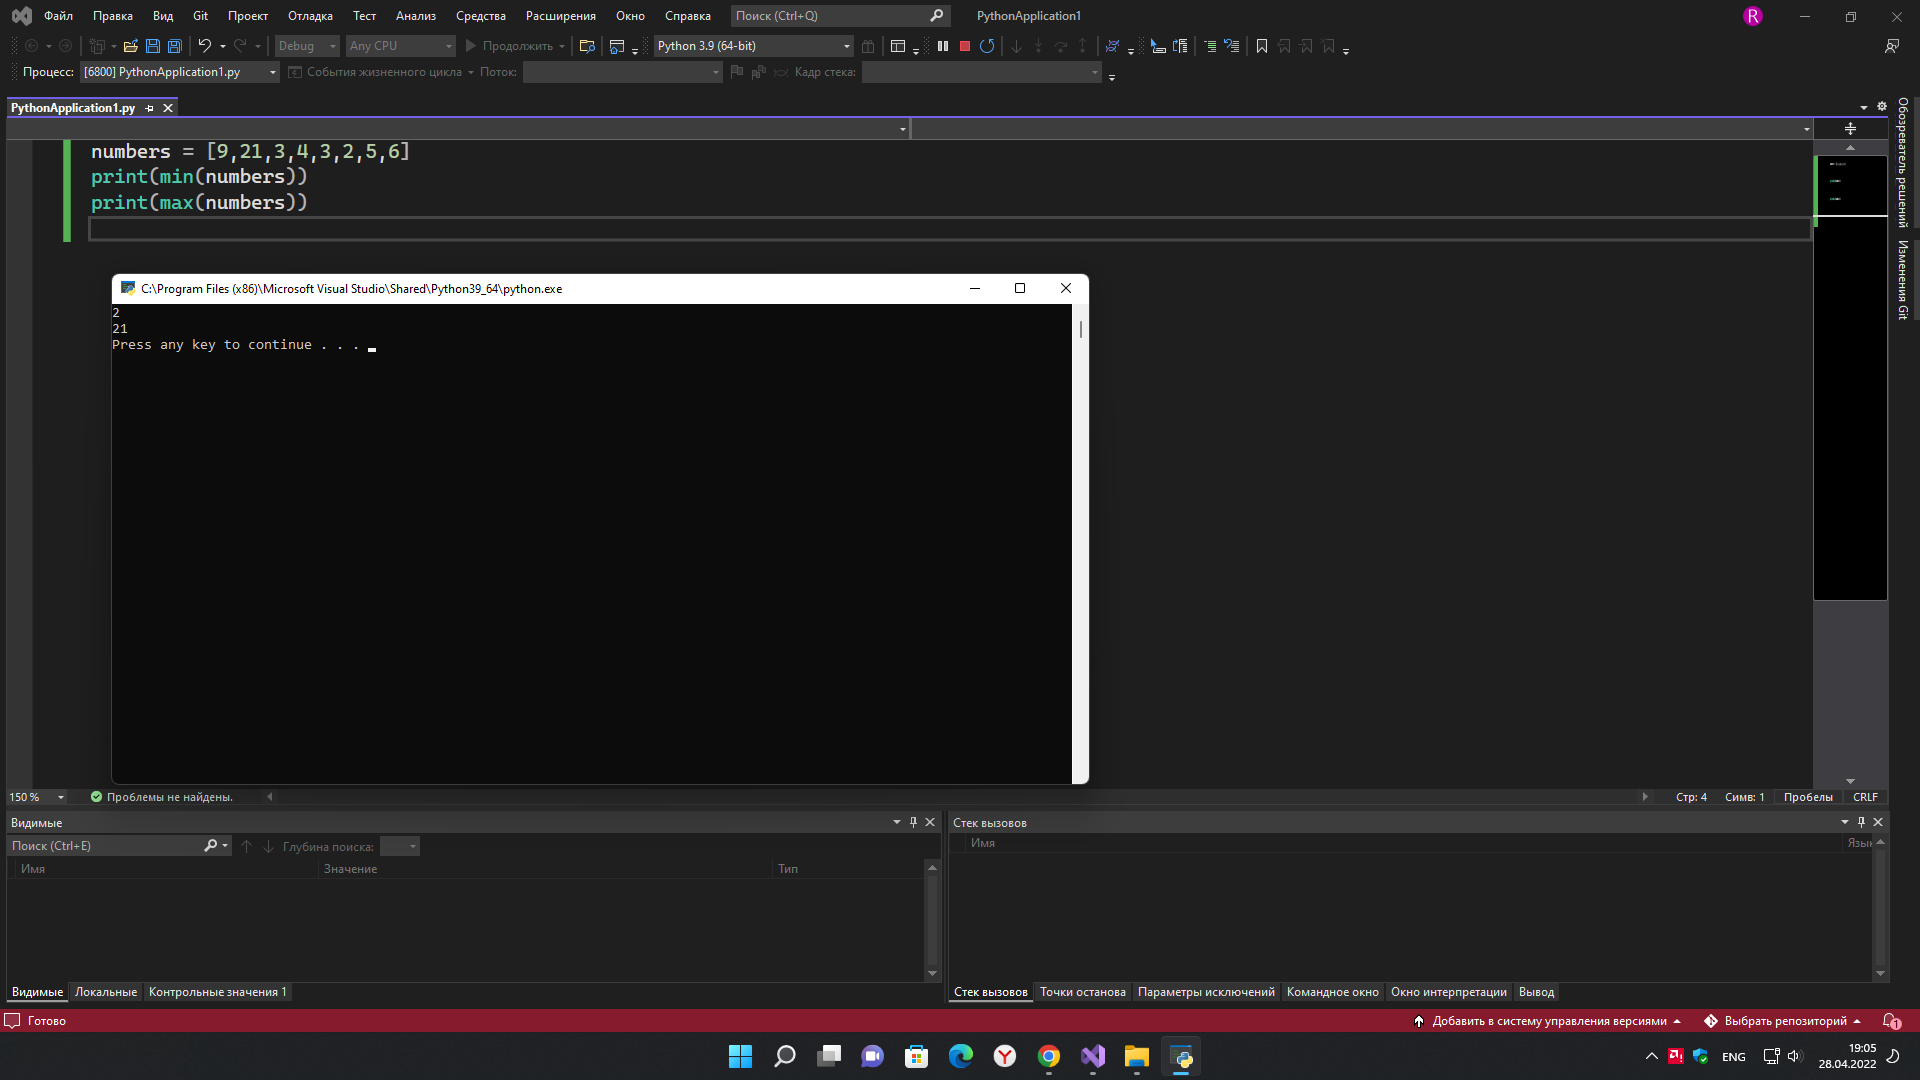 Файл Правка Вид Git Проект Отладка Тест Анализ Средства Расширения Окно Справка Поиск (Ctrl+Q) PythonApplication1 R
Debug Any CPU Продолжить Python 3.9 (64-bit)
Процесс: [6800] PythonApplication1.py События жизненного цикла Поток: Кадр стека:
PythonApplication1.py
numbers = [9,21,3,4,3,2,5,6]
print(min(numbers))
print(max(numbers))
C:\Program Files (x86)\Microsoft Visual Studio\Shared\Python39_64\python.exe
2
21
Press any key to continue . . .
Обозреватель решений
Изменения Git
150 % Проблемы не найдены. Стр: 4 Симв: 1 Пробелы CRLF
Видимые
Поиск (Ctrl+E) Глубина поиска:
Имя Значение Тип
Видимые Локальные Контрольные значения 1
Стек вызовов
Имя Язык
Стек вызовов Точки останова Параметры исключений Командное окно Окно интерпретации Вывод
Готово Добавить в систему управления версиями Выбрать репозиторий 1
ENG 19:05
28.04.2022